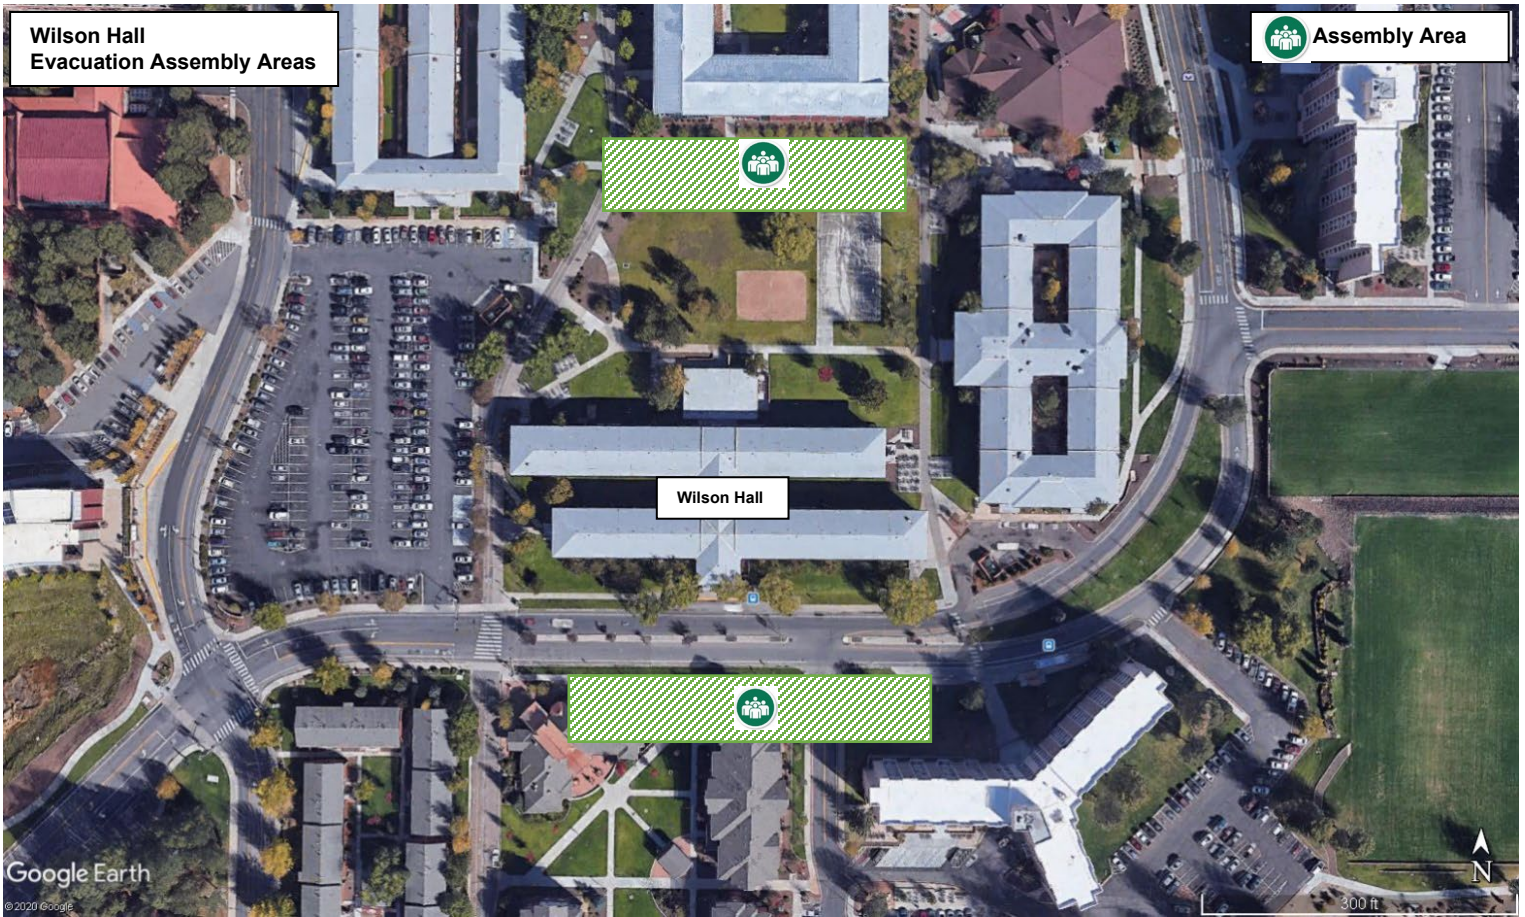 Wilson Hall
Evacuation Assembly Areas
Assembly Area
Wilson Hall
Google Earth
©2020 Google
N
300 ft